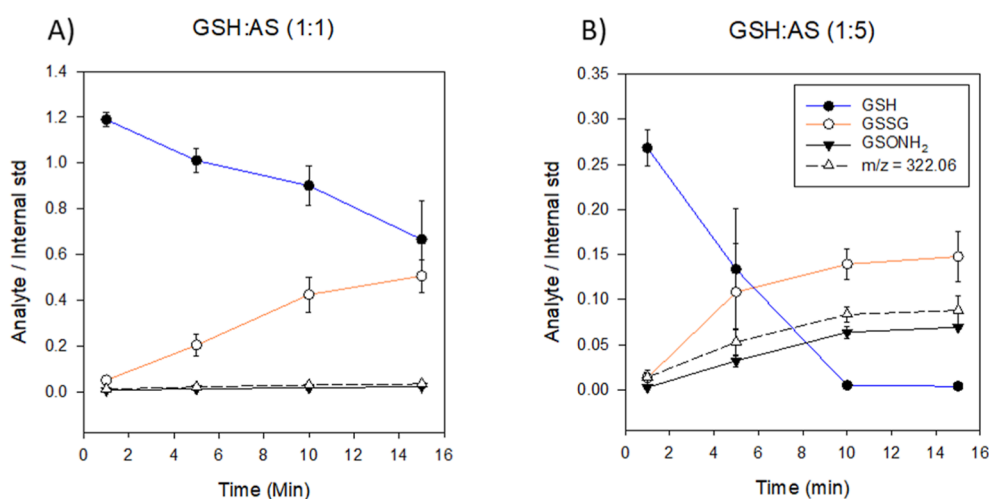 A)
GSH:AS (1:1)
Analyte / Internal std
1.4
1.2
1.0
0.8
0.6
0.4
0.2
0.0
0 2 4 6 8 10 12 14 16
Time (Min)
B)
GSH:AS (1:5)
Analyte / Internal std
0.35
0.30
0.25
0.20
0.15
0.10
0.05
0.00
GSH
GSSG
GSONH₂
m/z = 322.06
0 2 4 6 8 10 12 14 16
Time (min)